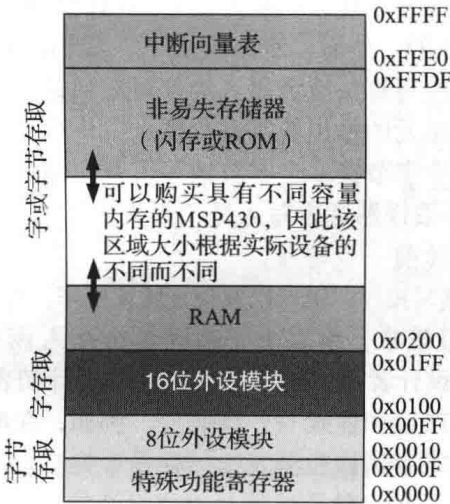 0xFFFF
中断向量表
0xFFE0
0xFFDF
非易失存储器
（闪存或ROM）
字或字节存取
可以购买具有不同容量
内存的MSP430，因此该
区域大小根据实际设备的
不同而不同
RAM
0x0200
0x01FF
字存取
16位外设模块
0x0100
0x00FF
8位外设模块
0x0010
字节
存取
0x000F
特殊功能寄存器
0x0000